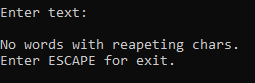 Enter text:
No words with reapeting chars.
Enter ESCAPE for exit.